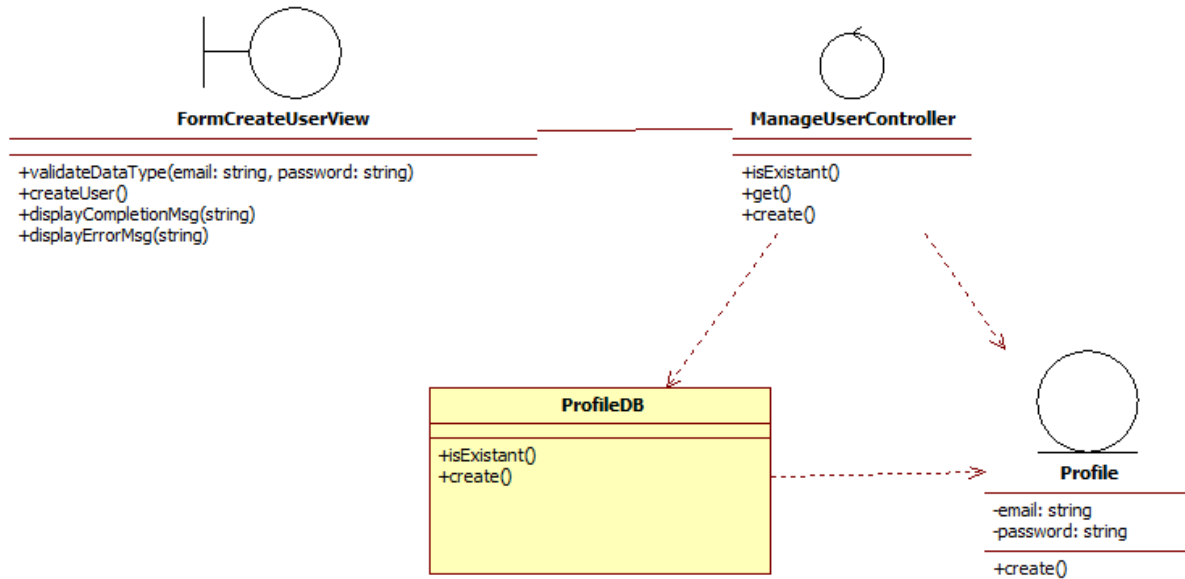 FormCreateUserView
+validateDataType(email: string, password: string)
+createUser()
+displayCompletionMsg(string)
+displayErrorMsg(string)
ManageUserController
+isExistant()
+get()
+create()
ProfileDB
+isExistant()
+create()
Profile
-email: string
-password: string
+create()